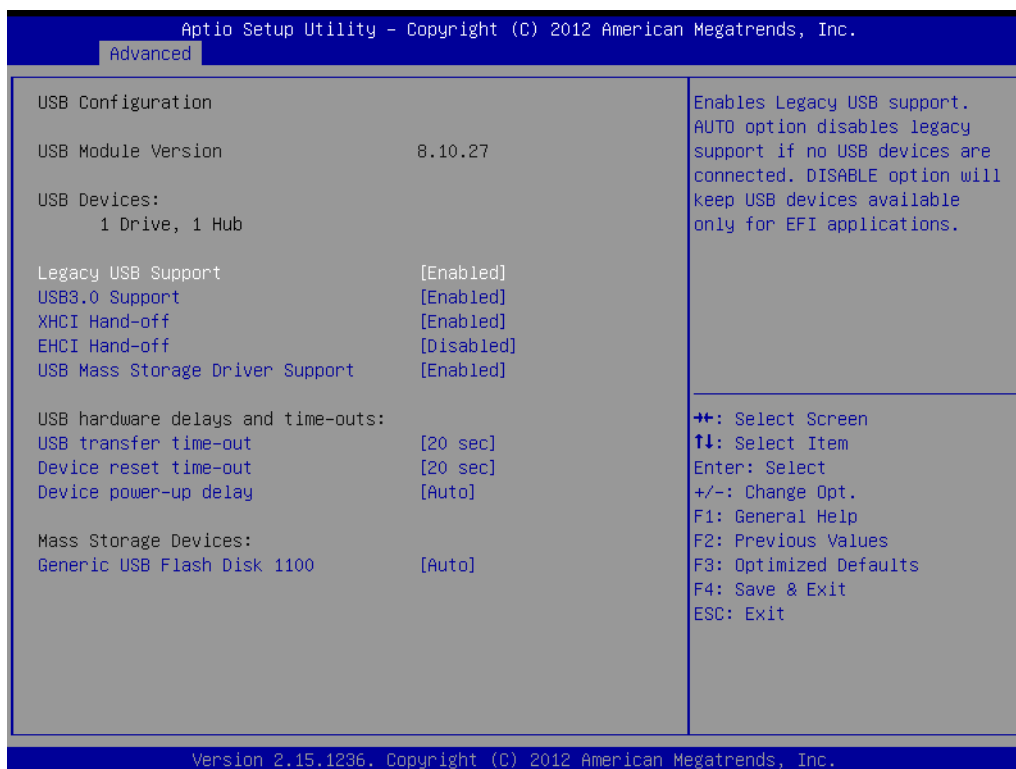 Aptio Setup Utility – Copyright (C) 2012 American Megatrends, Inc.
Advanced
USB Configuration
USB Module Version 8.10.27
USB Devices:
1 Drive, 1 Hub
Legacy USB Support [Enabled]
USB3.0 Support [Enabled]
XHCI Hand-off [Enabled]
EHCI Hand-off [Disabled]
USB Mass Storage Driver Support [Enabled]
USB hardware delays and time-outs:
USB transfer time-out [20 sec]
Device reset time-out [20 sec]
Device power-up delay [Auto]
Mass Storage Devices:
Generic USB Flash Disk 1100 [Auto]
Enables Legacy USB support.
AUTO option disables legacy
support if no USB devices are
connected. DISABLE option will
keep USB devices available
only for EFI applications.
→←: Select Screen
↑↓: Select Item
Enter: Select
+/-: Change Opt.
F1: General Help
F2: Previous Values
F3: Optimized Defaults
F4: Save & Exit
ESC: Exit
Version 2.15.1236. Copyright (C) 2012 American Megatrends, Inc.